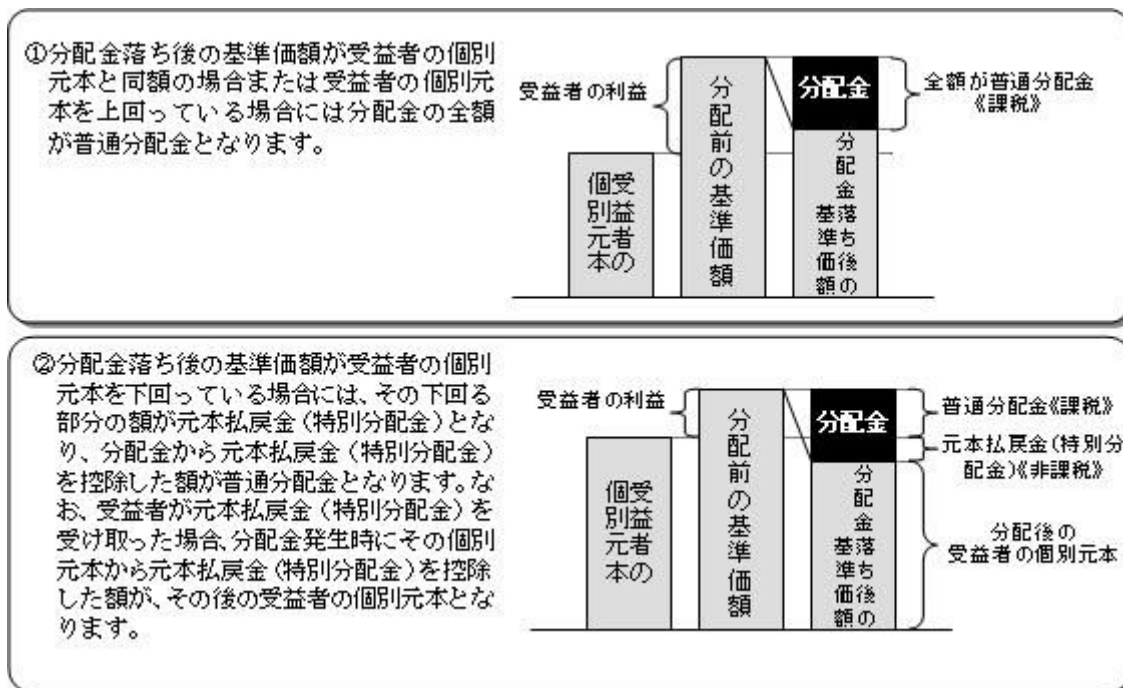 ①分配金落ち後の基準価額が受益者の個別
元本と同額の場合または受益者の個別元
本を上回っている場合には分配金の全額
が普通分配金となります。
受益者の利益
個別元本
受益者の
分配前の基準価額
分配金
分配金落ち後の
基準価額
全額が普通分配金
《課税》
②分配金落ち後の基準価額が受益者の個別
元本を下回っている場合には、その下回る
部分の額が元本払戻金(特別分配金)とな
り、分配金から元本払戻金(特別分配金)
を控除した額が普通分配金となります。な
お、受益者が元本払戻金(特別分配金)を
受け取った場合、分配金発生時にその個別
元本から元本払戻金(特別分配金)を控除
した額が、その後の受益者の個別元本とな
ります。
受益者の利益
受益者の
個別元本
分配前の基準価額
分配金
分配金落ち後の
基準価額
普通分配金《課税》
元本払戻金(特別分
配金)《非課税》
分配後の
受益者の個別元本